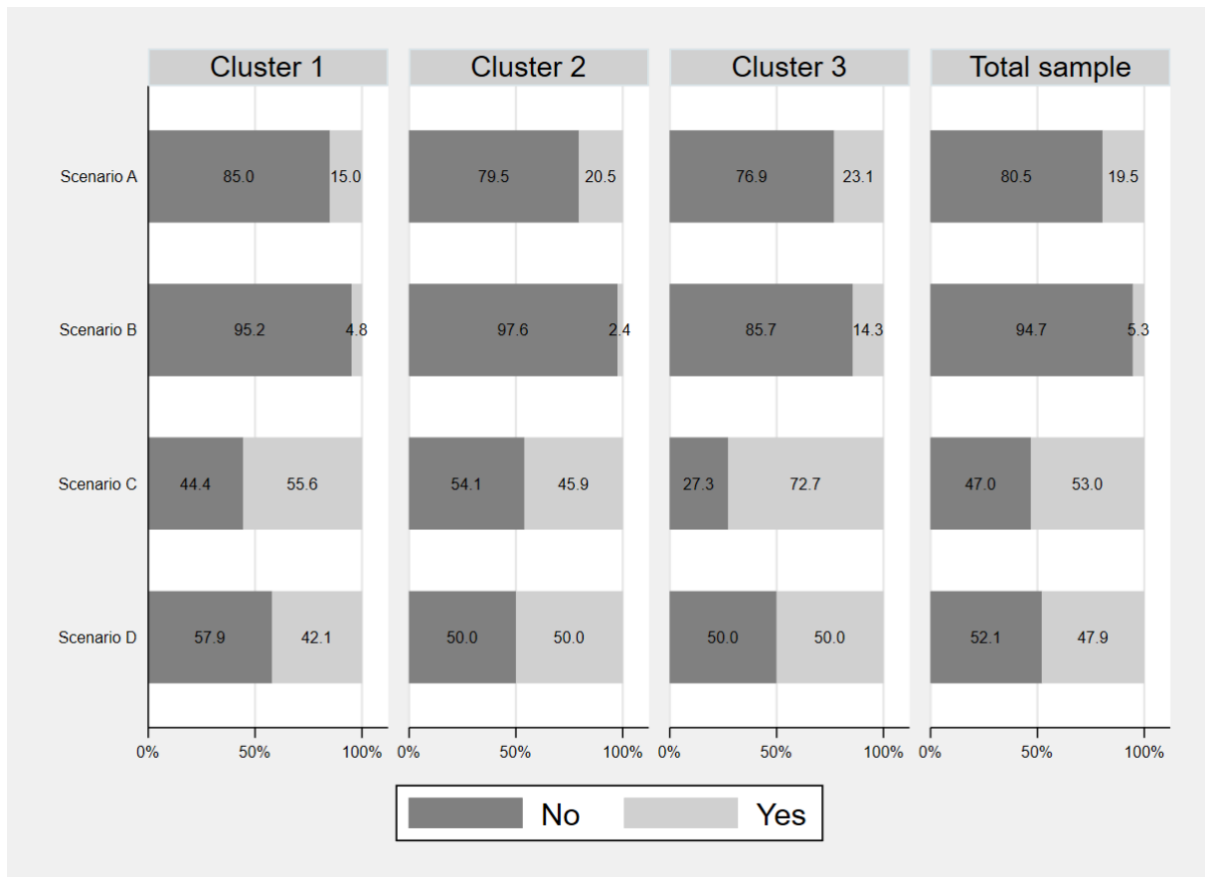 Cluster 1 Cluster 2 Cluster 3 Total sample
Scenario A 85.0 15.0 79.5 20.5 76.9 23.1 80.5 19.5
Scenario B 95.2 4.8 97.6 2.4 85.7 14.3 94.7 5.3
Scenario C 44.4 55.6 54.1 45.9 27.3 72.7 47.0 53.0
Scenario D 57.9 42.1 50.0 50.0 50.0 50.0 52.1 47.9
0% 50% 100% 0% 50% 100% 0% 50% 100% 0% 50% 100%
No Yes